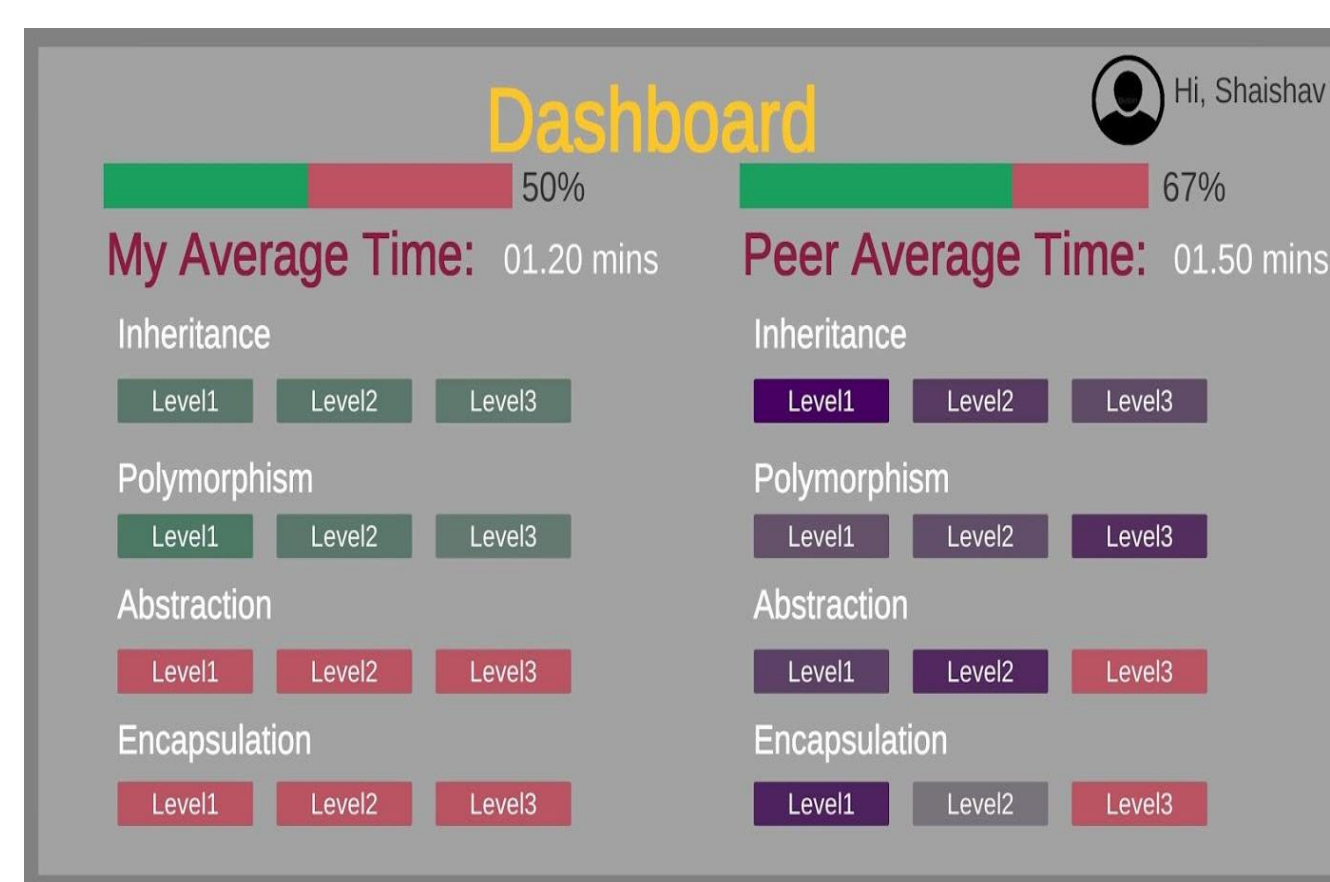 Dashboard
Hi, Shaishav
50%
67%
My Average Time: 01.20 mins
Peer Average Time: 01.50 mins
Inheritance
Level1 Level2 Level3
Polymorphism
Level1 Level2 Level3
Abstraction
Level1 Level2 Level3
Encapsulation
Level1 Level2 Level3
Inheritance
Level1 Level2 Level3
Polymorphism
Level1 Level2 Level3
Abstraction
Level1 Level2 Level3
Encapsulation
Level1 Level2 Level3